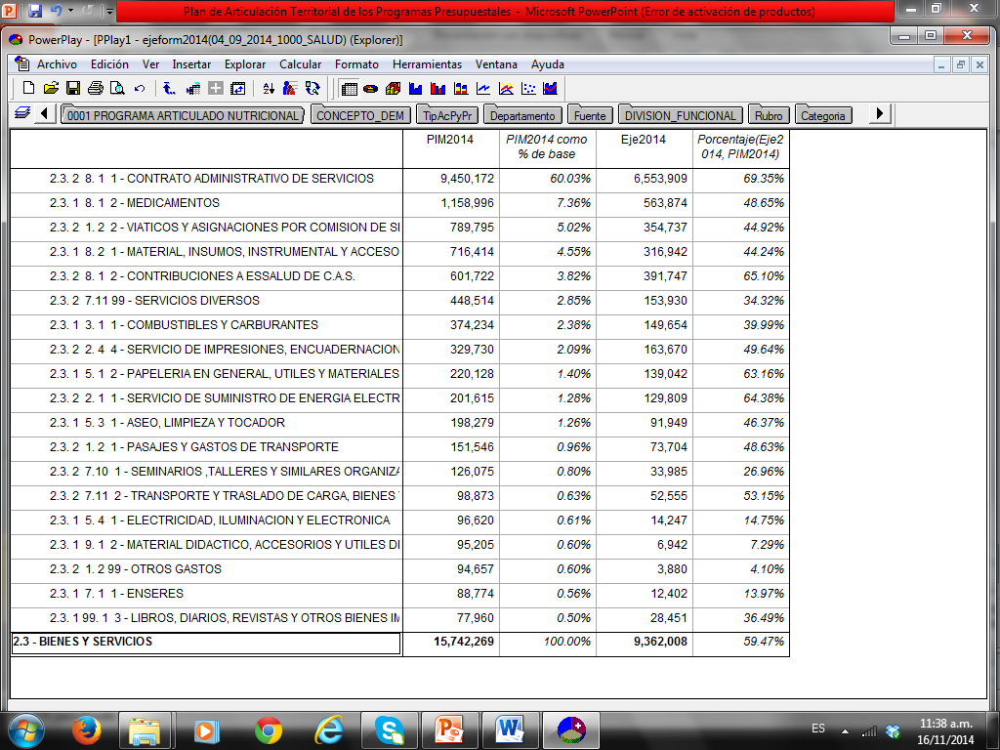 Plan de Articulación Territorial de los Programas Presupuestales - Microsoft PowerPoint (Error de activación de productos)
PowerPlay - [PPlay1 - ejeform2014(04_09_2014_1000_SALUD) (Explorer)]
Archivo Edición Ver Insertar Explorar Calcular Formato Herramientas Ventana Ayuda
0001 PROGRAMA ARTICULADO NUTRICIONAL CONCEPTO_DEM TipAcPyPr Departamento Fuente DIVISION_FUNCIONAL Rubro Categoria
PIM2014 PIM2014 como % de base Eje2014 Porcentaje(Eje2014, PIM2014)
2.3. 2 8. 1 1 - CONTRATO ADMINISTRATIVO DE SERVICIOS 9,450,172 60.03% 6,553,909 69.35%
2.3. 1 8. 1 2 - MEDICAMENTOS 1,158,996 7.36% 563,874 48.65%
2.3. 2 1. 2 2 - VIATICOS Y ASIGNACIONES POR COMISION DE SI 789,795 5.02% 354,737 44.92%
2.3. 1 8. 2 1 - MATERIAL, INSUMOS, INSTRUMENTAL Y ACCESO 716,414 4.55% 316,942 44.24%
2.3. 2 8. 1 2 - CONTRIBUCIONES A ESSALUD DE C.A.S. 601,722 3.82% 391,747 65.10%
2.3. 2 7.11 99 - SERVICIOS DIVERSOS 448,514 2.85% 153,930 34.32%
2.3. 1 3. 1 1 - COMBUSTIBLES Y CARBURANTES 374,234 2.38% 149,654 39.99%
2.3. 2 2. 4 4 - SERVICIO DE IMPRESIONES, ENCUADERNACION 329,730 2.09% 163,670 49.64%
2.3. 1 5. 1 2 - PAPELERIA EN GENERAL, UTILES Y MATERIALES 220,128 1.40% 139,042 63.16%
2.3. 2 2. 1 1 - SERVICIO DE SUMINISTRO DE ENERGIA ELECTR 201,615 1.28% 129,809 64.38%
2.3. 1 5. 3 1 - ASEO, LIMPIEZA Y TOCADOR 198,279 1.26% 91,949 46.37%
2.3. 2 1. 2 1 - PASAJES Y GASTOS DE TRANSPORTE 151,546 0.96% 73,704 48.63%
2.3. 2 7.10 1 - SEMINARIOS ,TALLERES Y SIMILARES ORGANIZA 126,075 0.80% 33,985 26.96%
2.3. 2 7.11 2 - TRANSPORTE Y TRASLADO DE CARGA, BIENES 98,873 0.63% 52,555 53.15%
2.3. 1 5. 4 1 - ELECTRICIDAD, ILUMINACION Y ELECTRONICA 96,620 0.61% 14,247 14.75%
2.3. 1 9. 1 2 - MATERIAL DIDACTICO, ACCESORIOS Y UTILES DI 95,205 0.60% 6,942 7.29%
2.3. 2 1. 2 99 - OTROS GASTOS 94,657 0.60% 3,880 4.10%
2.3. 1 7. 1 1 - ENSERES 88,774 0.56% 12,402 13.97%
2.3. 1 99. 1 3 - LIBROS, DIARIOS, REVISTAS Y OTROS BIENES IM 77,960 0.50% 28,451 36.49%
2.3 - BIENES Y SERVICIOS 15,742,269 100.00% 9,362,008 59.47%
ES 11:38 a.m.
16/11/2014